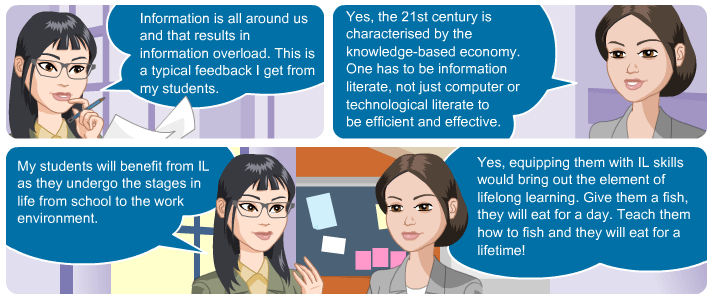 Information is all around us
and that results in
information overload. This is
a typical feedback I get from
my students.
Yes, the 21st century is
characterised by the
knowledge-based economy.
One has to be information
literate, not just computer or
technological literate to
be efficient and effective.
My students will benefit from IL
as they undergo the stages in
life from school to the work
environment.
Yes, equipping them with IL skills
would bring out the element of
lifelong learning. Give them a fish,
they will eat for a day. Teach them
how to fish and they will eat for a
lifetime!